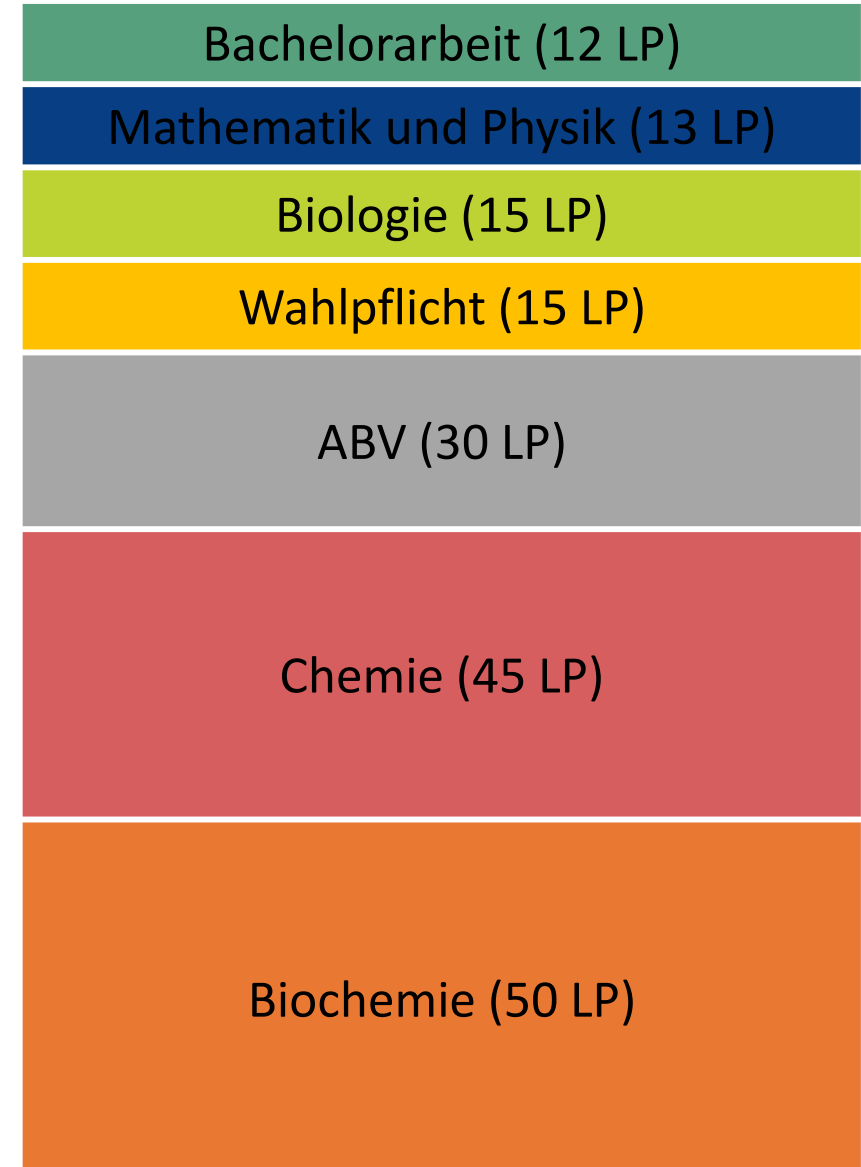 Bachelorarbeit (12 LP)
Mathematik und Physik (13 LP)
Biologie (15 LP)
Wahlpflicht (15 LP)
ABV (30 LP)
Chemie (45 LP)
Biochemie (50 LP)